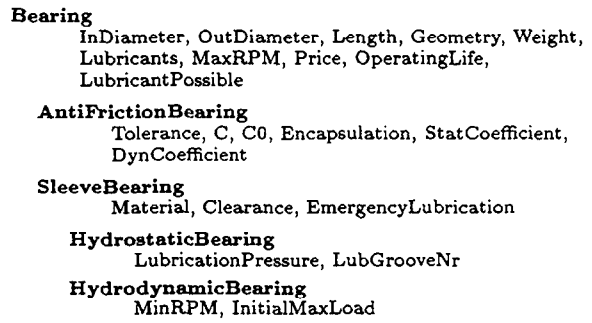 Bearing
InDiameter, OutDiameter, Length, Geometry, Weight,
Lubricants, MaxRPM, Price, OperatingLife,
LubricantPossible
AntiFrictionBearing
Tolerance, C, C0, Encapsulation, StatCoefficient,
DynCoefficient
SleeveBearing
Material, Clearance, EmergencyLubrication
HydrostaticBearing
LubricationPressure, LubGrooveNr
HydrodynamicBearing
MinRPM, InitialMaxLoad